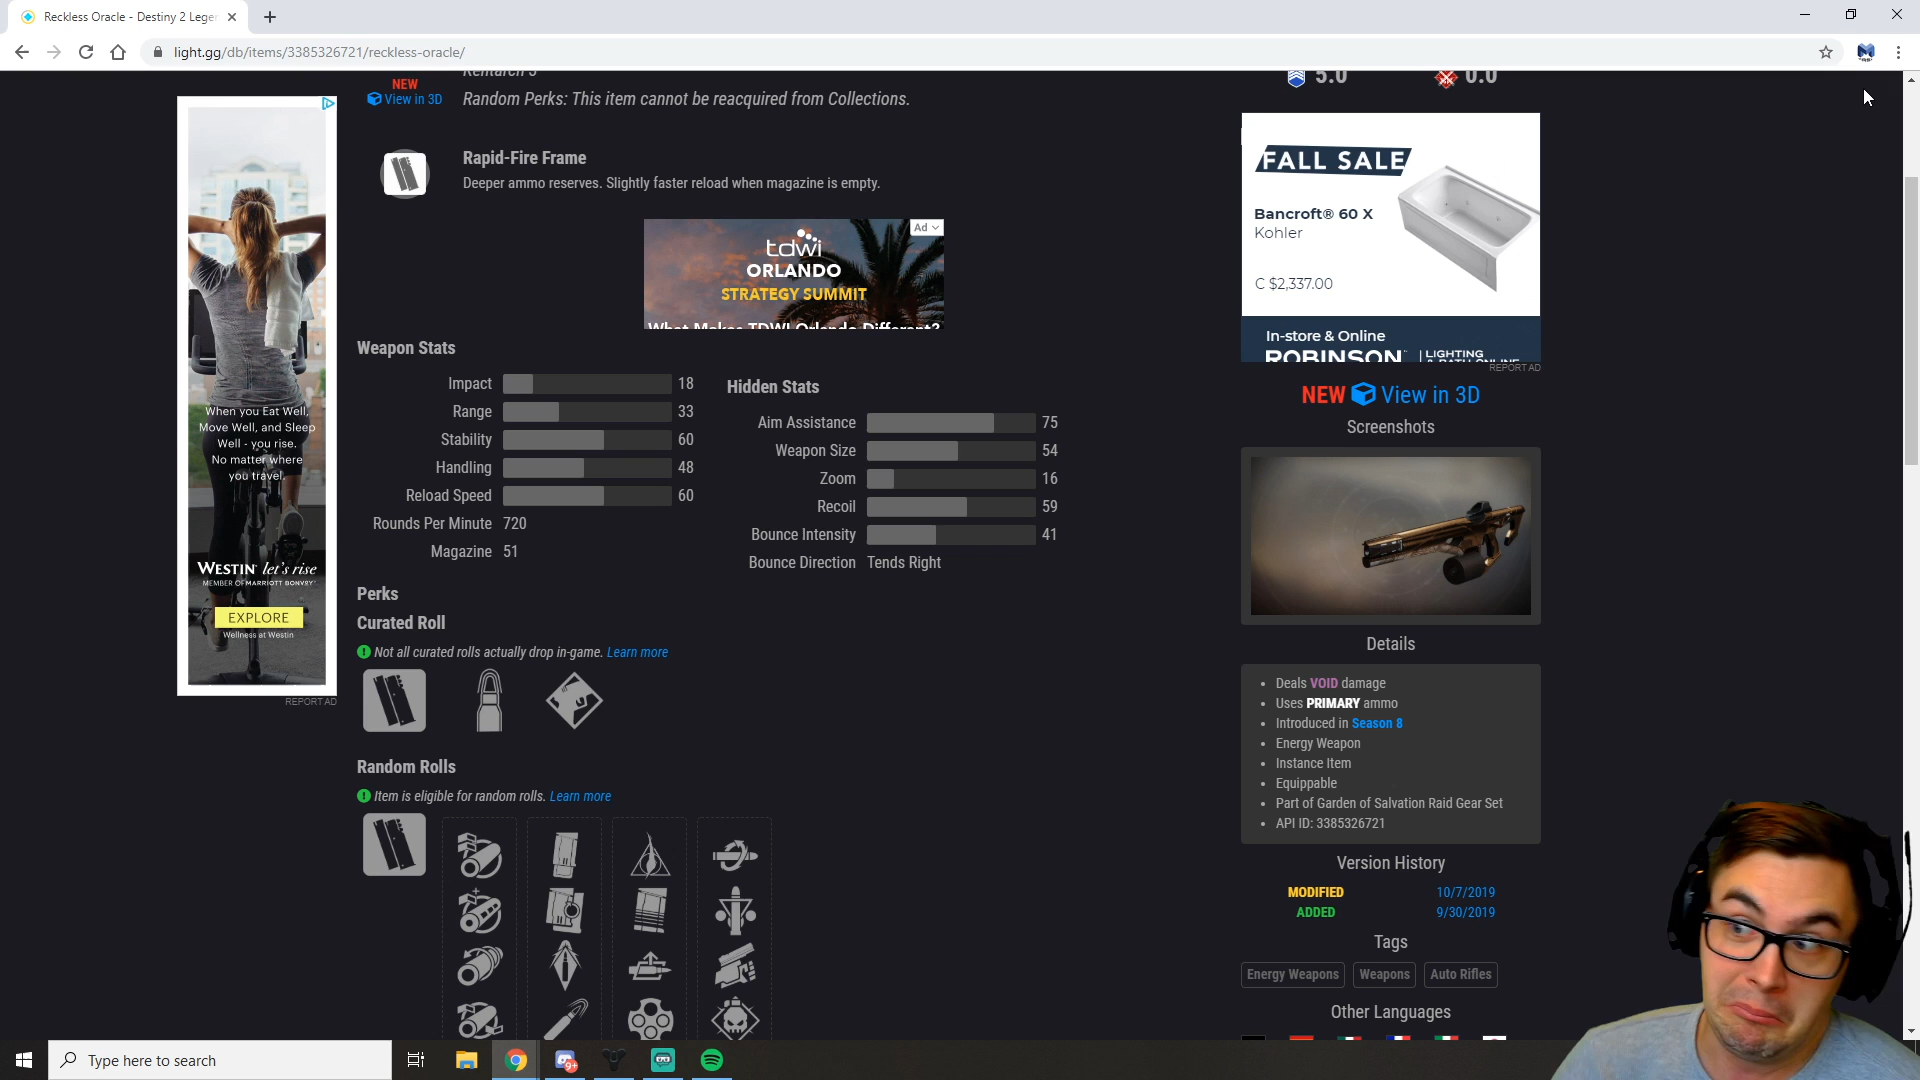 Reckless Oracle - Destiny 2 Lege
light.gg/db/items/3385326721/reckless-oracle/
NEW
View in 3D
Random Perks: This item cannot be reacquired from Collections.
5.0
0.0
Rapid-Fire Frame
Deeper ammo reserves. Slightly faster reload when magazine is empty.
Ad
tdwi
ORLANDO
STRATEGY SUMMIT
What Makes TDWI Orlando Different?
When you Eat Well,
Move Well, and Sleep
Well - you rise.
No matter where
you travel.
WESTIN let's rise
MEMBER OF MARRIOTT BONVOY
EXPLORE
Wellness at Westin
REPORT AD
Weapon Stats
Impact 18
Range 33
Stability 60
Handling 48
Reload Speed 60
Rounds Per Minute 720
Magazine 51
Hidden Stats
Aim Assistance 75
Weapon Size 54
Zoom 16
Recoil 59
Bounce Intensity 41
Bounce Direction Tends Right
Perks
Curated Roll
Not all curated rolls actually drop in-game. Learn more
Random Rolls
Item is eligible for random rolls. Learn more
FALL SALE
Bancroft® 60 X
Kohler
C $2,337.00
In-store & Online
ROBINSON
LIGHTING
REPORT AD
NEW View in 3D
Screenshots
Details
Deals VOID damage
Uses PRIMARY ammo
Introduced in Season 8
Energy Weapon
Instance Item
Equippable
Part of Garden of Salvation Raid Gear Set
API ID: 3385326721
Version History
MODIFIED 10/7/2019
ADDED 9/30/2019
Tags
Energy Weapons
Weapons
Auto Rifles
Other Languages
Type here to search
9+